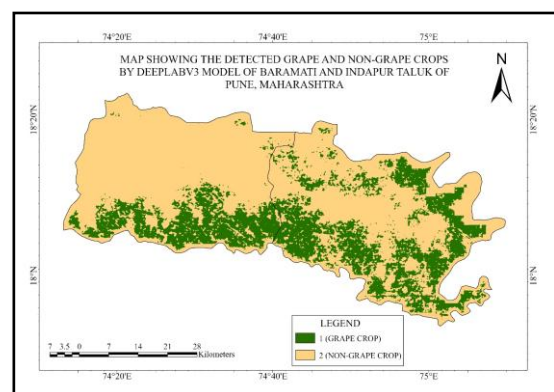 74°20'E 74°40'E 75°E
MAP SHOWING THE DETECTED GRAPE AND NON-GRAPE CROPS
BY DEEPLABV3 MODEL OF BARAMATI AND INDAPUR TALUK OF
PUNE, MAHARASHTRA
N
18°20'N 18°20'N
18°N 18°N
LEGEND
1 (GRAPE CROP)
2 (NON-GRAPE CROP)
7 3.5 0 7 14 21 28
Kilometers
74°20'E 74°40'E 75°E